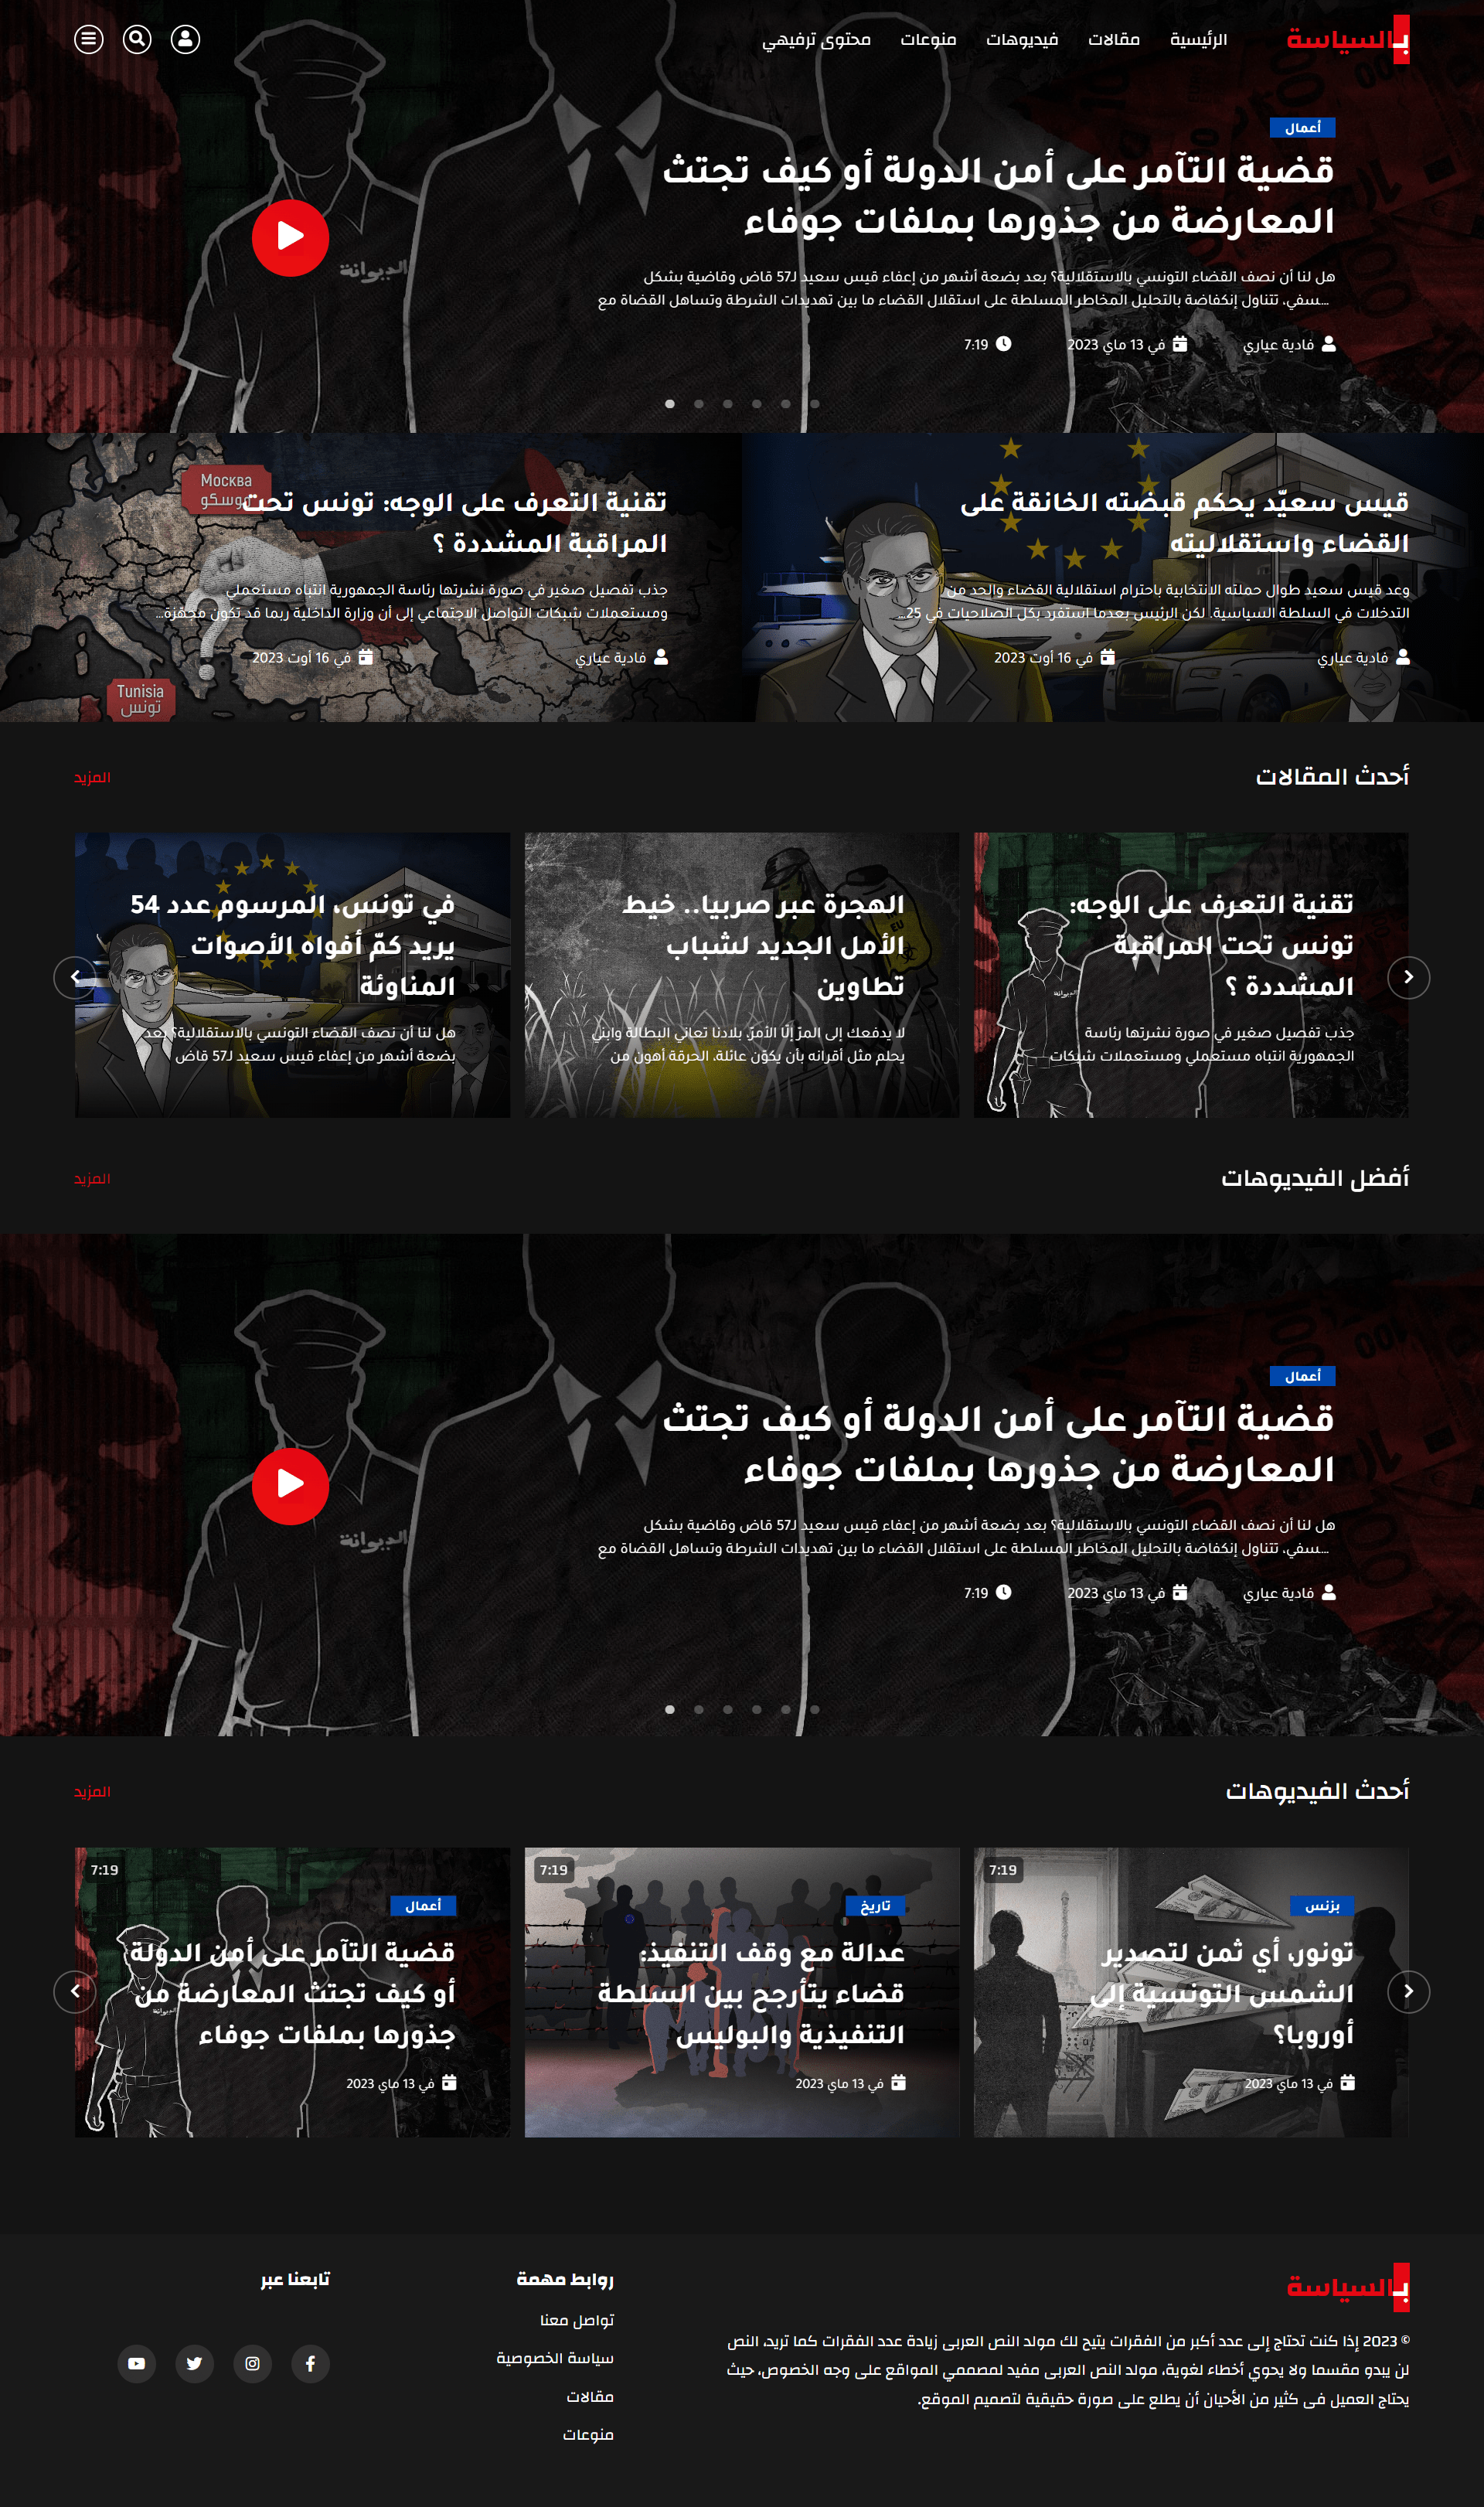 بـالسياسة
الرئيسية
مقالات
فيديوهات
منوعات
محتوى ترفيهي
أعمال
قضية التآمر على أمن الدولة أو كيف تجتث
المعارضة من جذورها بملفات جوفاء
هل لنا أن نصف القضاء التونسي بالاستقلالية؟ بعد بضعة أشهر من إعفاء قيس سعيد لـ57 قاض وقاضية بشكل
...سفي، تتناول إنكفاضة بالتحليل المخاطر المسلطة على استقلال القضاء ما بين تهديدات الشرطة وتساهل القضاة مع
فادية عياري
في 13 ماي 2023
7:19
الديوانة
قيس سعيّد يحكم قبضته الخانقة على
القضاء واستقلاليته
وعد قيس سعيد طوال حملته الانتخابية باحترام استقلالية القضاء والحد من
التدخلات في السلطة السياسية. لكن الرئيس بعدما استفرد بكل الصلاحيات في 25...
فادية عياري
في 16 أوت 2023
Москва
موسكو
تقنية التعرف على الوجه: تونس تحت
المراقبة المشددة ؟
جذب تفصيل صغير في صورة نشرتها رئاسة الجمهورية انتباه مستعملي
ومستعملات شبكات التواصل الاجتماعي إلى أن وزارة الداخلية ربما قد تكون مجهزة...
فادية عياري
في 16 أوت 2023
Tunisia
تونس
أحدث المقالات
المزيد
تقنية التعرف على الوجه:
تونس تحت المراقبة
المشددة ؟
جذب تفصيل صغير في صورة نشرتها رئاسة
الجمهورية انتباه مستعملي ومستعملات شبكات
الديوانة
الهجرة عبر صربيا.. خيط
الأمل الجديد لشباب
تطاوين
لا يدفعك إلى المرّ إلّا الأمرّ، بلادنا تعاني البطالة وابني
يحلم مثل أقرانه بأن يكوّن عائلة، الحرقة أهون من
EU
في تونس، المرسوم عدد 54
يريد كمّ أفواه الأصوات
المناوئة
هل لنا أن نصف القضاء التونسي بالاستقلالية؟ بعد
بضعة أشهر من إعفاء قيس سعيد لـ57 قاض
أفضل الفيديوهات
المزيد
أعمال
قضية التآمر على أمن الدولة أو كيف تجتث
المعارضة من جذورها بملفات جوفاء
هل لنا أن نصف القضاء التونسي بالاستقلالية؟ بعد بضعة أشهر من إعفاء قيس سعيد لـ57 قاض وقاضية بشكل
...سفي، تتناول إنكفاضة بالتحليل المخاطر المسلطة على استقلال القضاء ما بين تهديدات الشرطة وتساهل القضاة مع
فادية عياري
في 13 ماي 2023
7:19
الديوانة
أحدث الفيديوهات
المزيد
7:19
بزنس
تونور، أي ثمن لتصدير
الشمس التونسية إلى
أوروبا؟
في 13 ماي 2023
7:19
تاريخ
عدالة مع وقف التنفيذ:
قضاء يتأرجح بين السلطة
التنفيذية والبوليس
في 13 ماي 2023
7:19
أعمال
قضية التآمر على أمن الدولة
أو كيف تجتث المعارضة من
جذورها بملفات جوفاء
الديوانة
في 13 ماي 2023
بـالسياسة
© 2023 إذا كنت تحتاج إلى عدد أكبر من الفقرات يتيح لك مولد النص العربى زيادة عدد الفقرات كما تريد، النص
لن يبدو مقسما ولا يحوي أخطاء لغوية، مولد النص العربى مفيد لمصممي المواقع على وجه الخصوص، حيث
يحتاج العميل فى كثير من الأحيان أن يطلع على صورة حقيقية لتصميم الموقع.
روابط مهمة
تواصل معنا
سياسة الخصوصية
مقالات
منوعات
تابعنا عبر